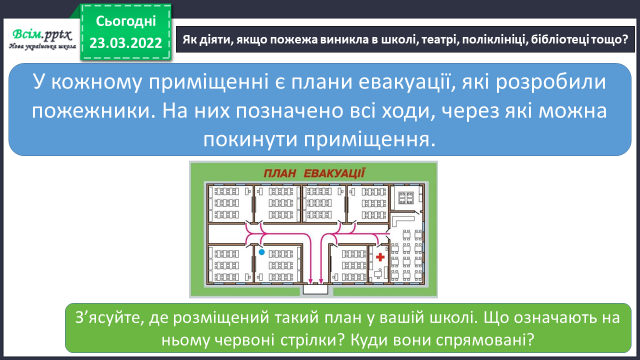 Всім.pptx
Нова українська школа
Сьогодні
23.03.2022
Як діяти, якщо пожежа виникла в школі, театрі, поліклініці, бібліотеці тощо?
У кожному приміщенні є плани евакуації, які розробили
пожежники. На них позначено всі ходи, через які можна
покинути приміщення.
ПЛАН ЕВАКУАЦІЇ
З’ясуйте, де розміщений такий план у вашій школі. Що означають на
ньому червоні стрілки? Куди вони спрямовані?